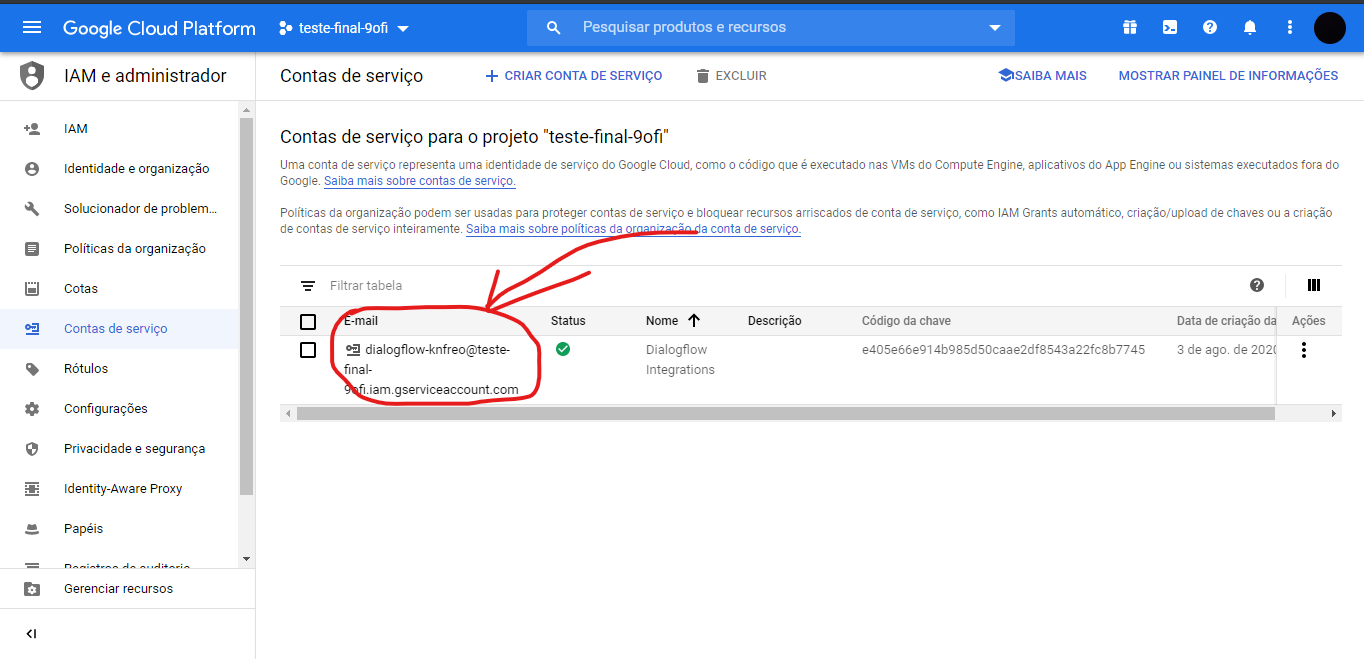 Google Cloud Platform
teste-final-9ofi
Pesquisar produtos e recursos
IAM e administrador
Contas de serviço
CRIAR CONTA DE SERVIÇO
EXCLUIR
SAIBA MAIS
MOSTRAR PAINEL DE INFORMAÇÕES
IAM
Identidade e organização
Solucionador de problem...
Políticas da organização
Cotas
Contas de serviço
Rótulos
Configurações
Privacidade e segurança
Identity-Aware Proxy
Papéis
Registros de auditoria
Gerenciar recursos
Contas de serviço para o projeto "teste-final-9ofi"
Uma conta de serviço representa uma identidade de serviço do Google Cloud, como o código que é executado nas VMs do Compute Engine, aplicativos do App Engine ou sistemas executados fora do
Google. Saiba mais sobre contas de serviço.
Políticas da organização podem ser usadas para proteger contas de serviço e bloquear recursos arriscados de conta de serviço, como IAM Grants automático, criação/upload de chaves ou a criação
de contas de serviço inteiramente. Saiba mais sobre políticas da organização da conta de serviço.
Filtrar tabela
E-mail Status Nome Descrição Código da chave Data de criação da Ações
dialogflow-knfreo@teste-
final-
9ofi.iam.gserviceaccount.com
Dialogflow
Integrations
e405e66e914b985d50caae2df8543a22fc8b7745
3 de ago. de 2020